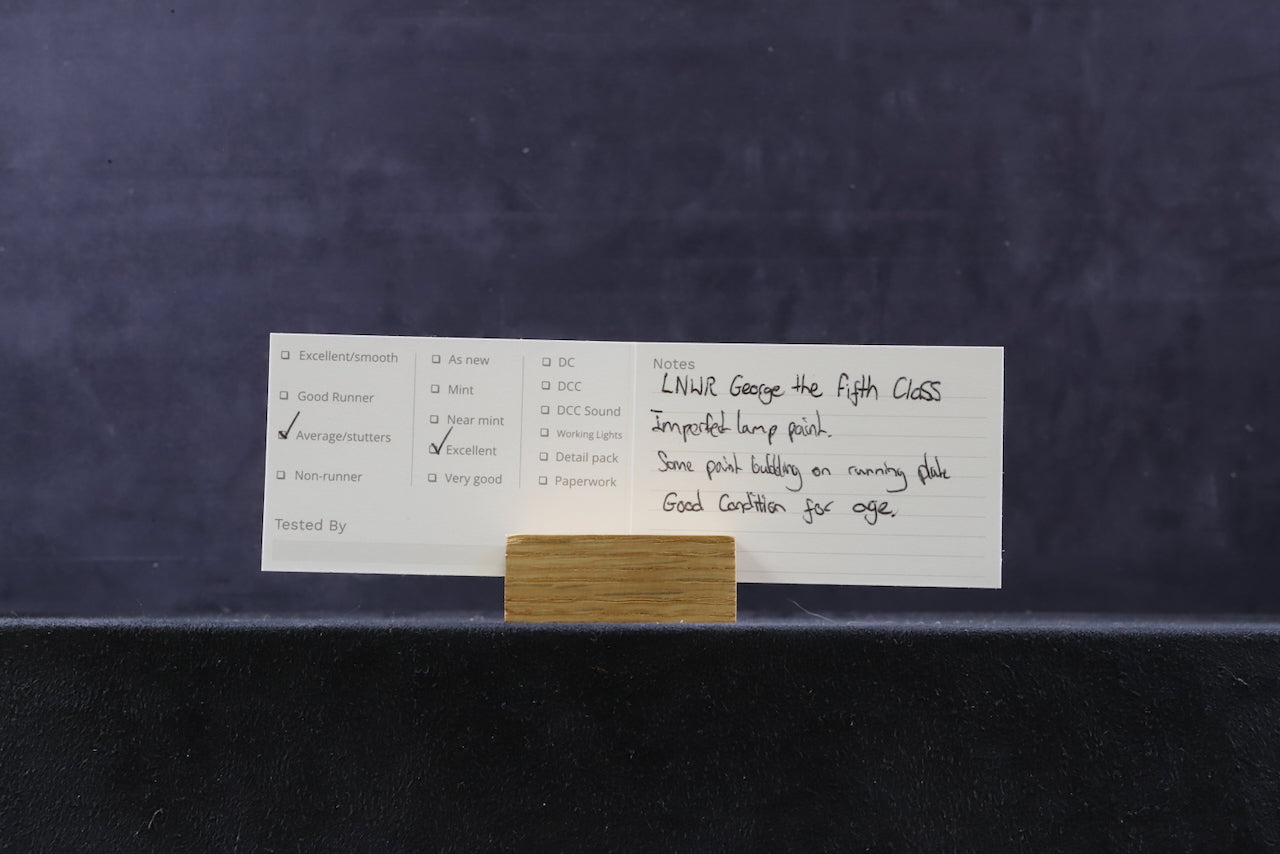 Excellent/smooth
Good Runner
Average/stutters
Non-runner
Tested By
As new
Mint
Near mint
Excellent
Very good
DC
DCC
DCC Sound
Working Lights
Detail pack
Paperwork
Notes
LNWR George the Fifth Class
Imperfect lamp paint.
Some paint bubbling on running plate
Good Condition for age.